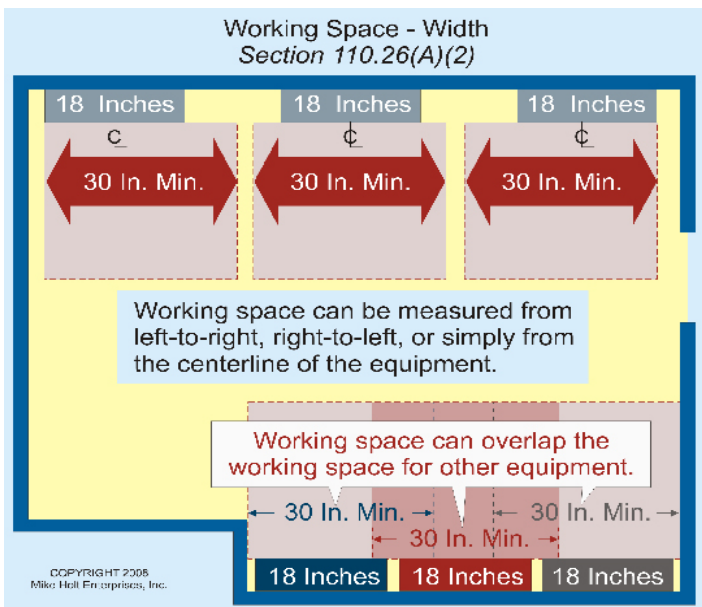 Working Space - Width
Section 110.26(A)(2)
18 Inches
18 Inches
18 Inches
C
C
C
30 In. Min.
30 In. Min.
30 In. Min.
Working space can be measured from
left-to-right, right-to-left, or simply from
the centerline of the equipment.
Working space can overlap the
working space for other equipment.
30 In. Min.
30 In. Min.
30 In. Min.
18 Inches
18 Inches
18 Inches
COPYRIGHT 2008
Mike Holt Enterprises, Inc.